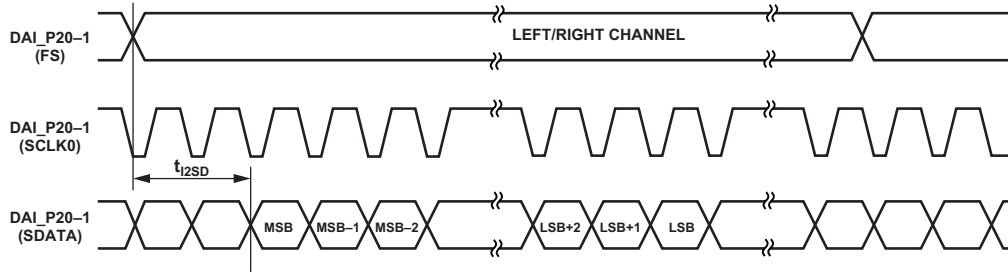 DAI_P20–1
(FS)
LEFT/RIGHT CHANNEL
DAI_P20–1
(SCLK0)
tI2SD
DAI_P20–1
(SDATA)
MSB MSB–1 MSB–2 LSB+2 LSB+1 LSB